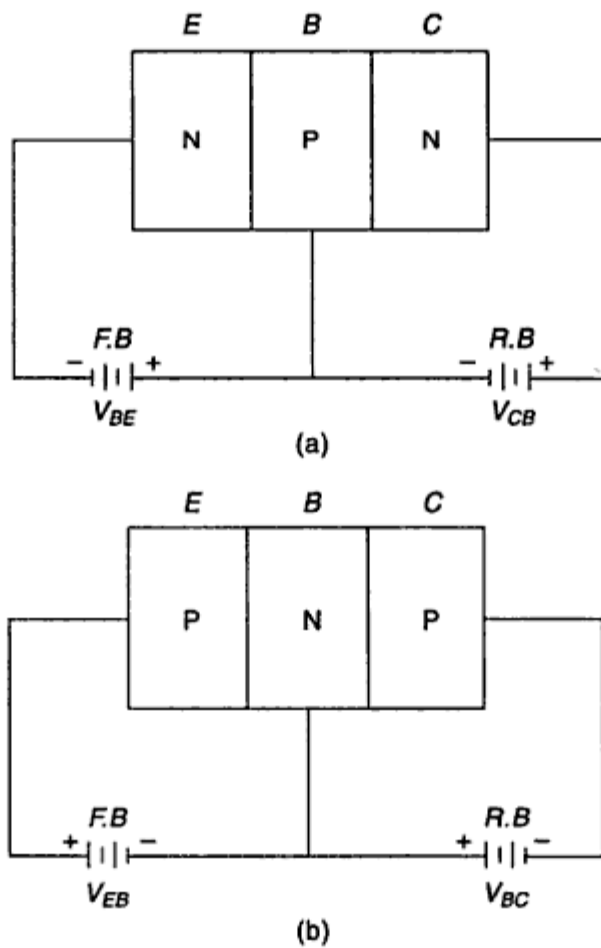 E B C
N P N
F.B R.B
− + − +
V_BE V_CB
(a)
E B C
P N P
F.B R.B
+ − + −
V_EB V_BC
(b)